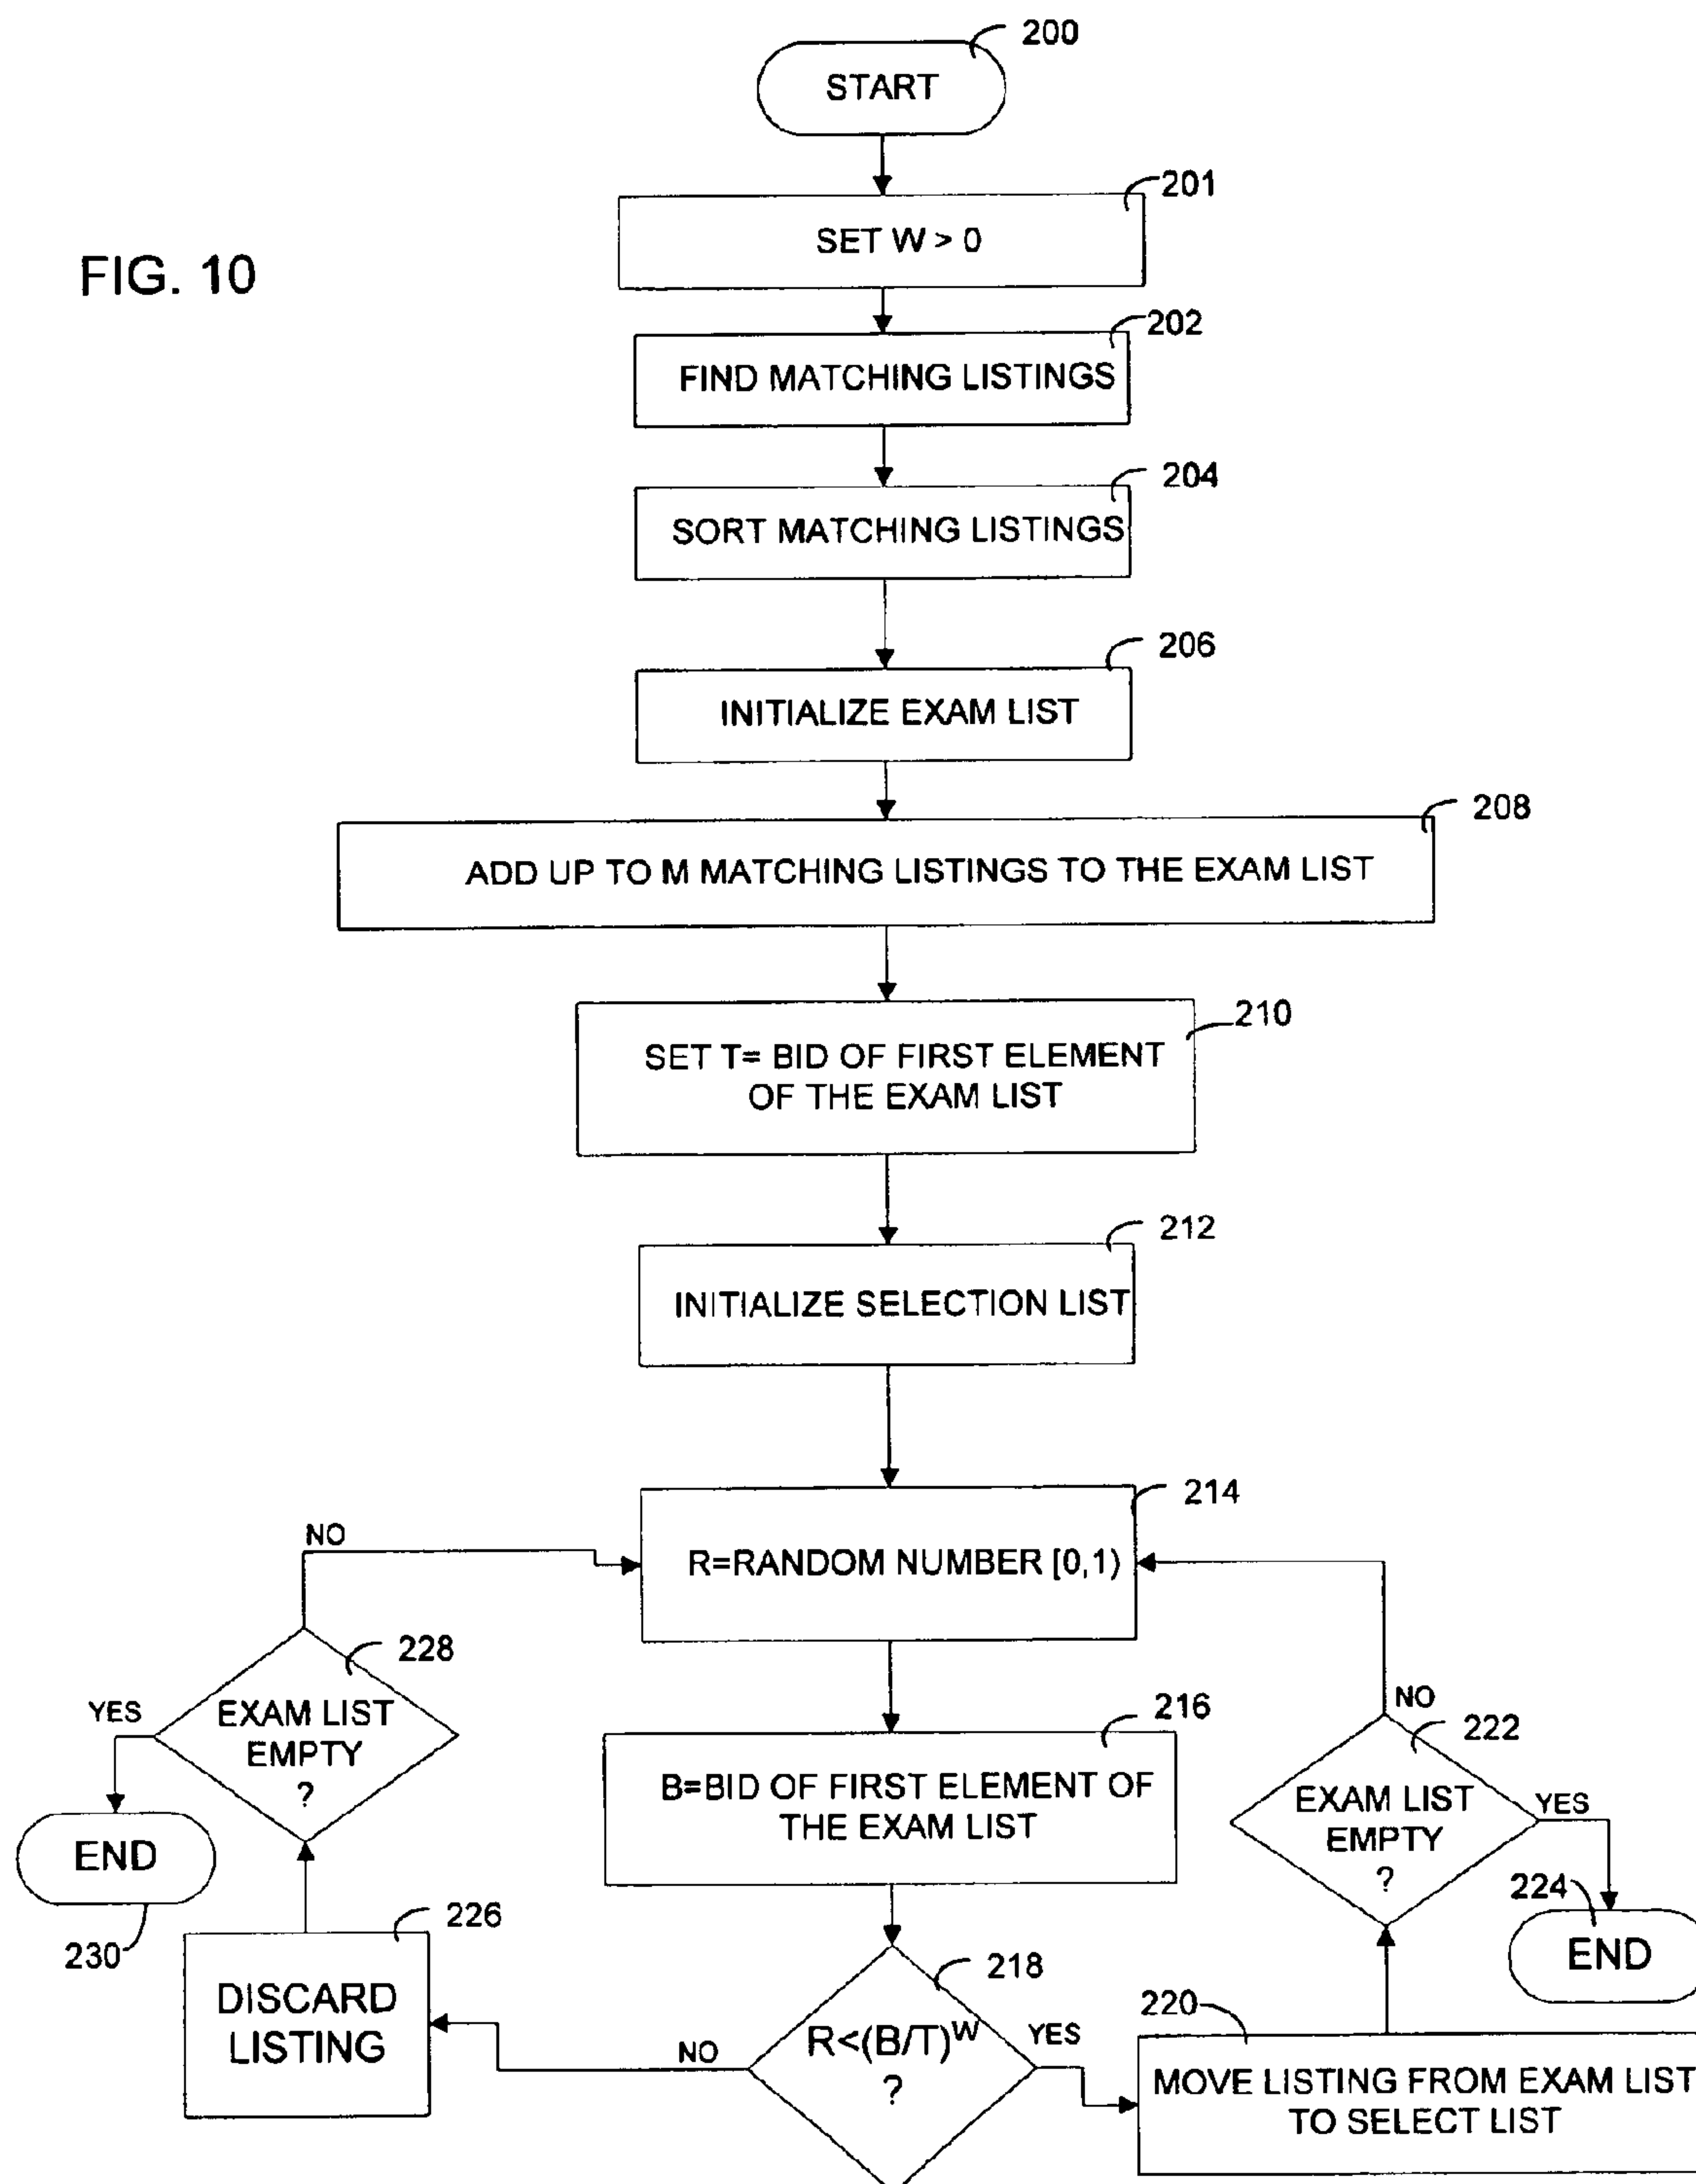 200
START
201
SET W > 0
FIG. 10
202
FIND MATCHING LISTINGS
204
SORT MATCHING LISTINGS
206
INITIALIZE EXAM LIST
208
ADD UP TO M MATCHING LISTINGS TO THE EXAM LIST
210
SET T= BID OF FIRST ELEMENT
OF THE EXAM LIST
212
INITIALIZE SELECTION LIST
214
R=RANDOM NUMBER [0,1)
NO
228
EXAM LIST
EMPTY
?
YES
END
230
216
B=BID OF FIRST ELEMENT OF
THE EXAM LIST
NO
222
EXAM LIST
EMPTY
?
YES
224
END
226
DISCARD
LISTING
218
R<(B/T)^W
?
NO
YES
220
MOVE LISTING FROM EXAM LIST
TO SELECT LIST